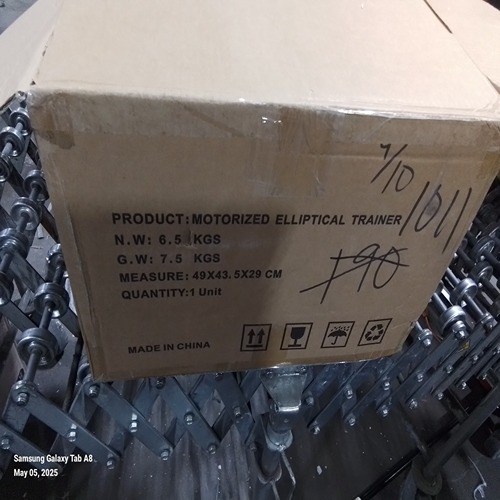 7/10
1011
PRODUCT: MOTORIZED ELLIPTICAL TRAINER
N.W: 6.5 KGS
G.W: 7.5 KGS
190
MEASURE: 49X43.5X29 CM
QUANTITY:1 Unit
MADE IN CHINA
Samsung Galaxy Tab A8
May 05, 2025